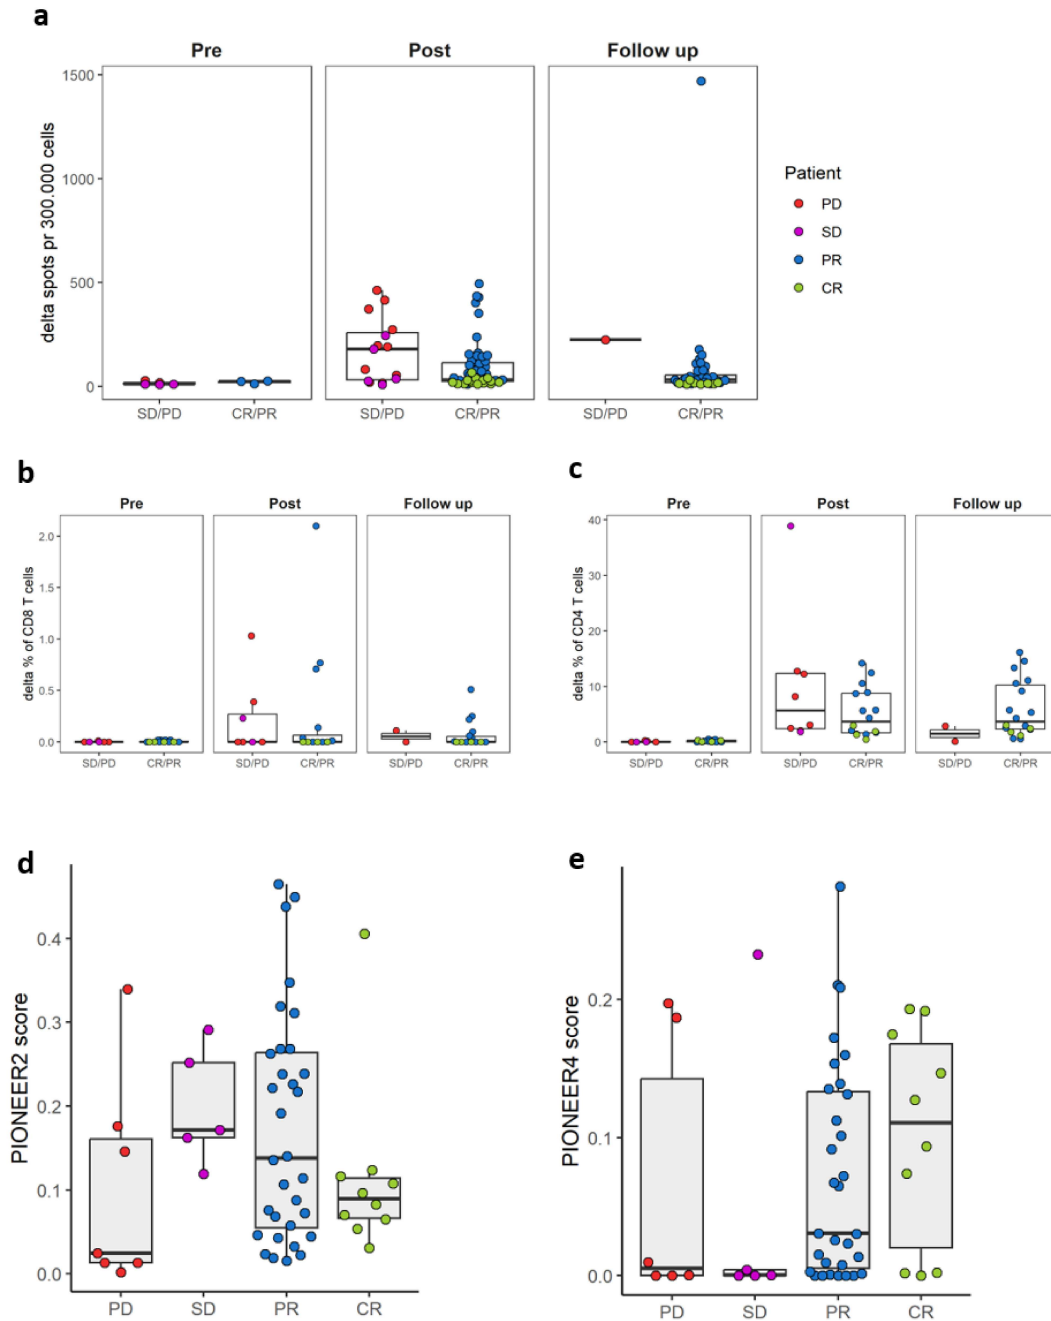 a
Pre Post Follow up
delta spots pr 300.000 cells
1500
1000
500
0
SD/PD CR/PR SD/PD CR/PR SD/PD CR/PR
Patient
PD
SD
PR
CR
b
Pre Post Follow up
delta % of CD8 T cells
2.0
1.5
1.0
0.5
0.0
SD/PD CR/PR SD/PD CR/PR SD/PD CR/PR
c
Pre Post Follow up
delta % of CD4 T cells
40
30
20
10
0
SD/PD CR/PR SD/PD CR/PR SD/PD CR/PR
d
PIONEER2 score
0.4
0.3
0.2
0.1
0.0
PD SD PR CR
e
PIONEER4 score
0.2
0.1
0.0
PD SD PR CR